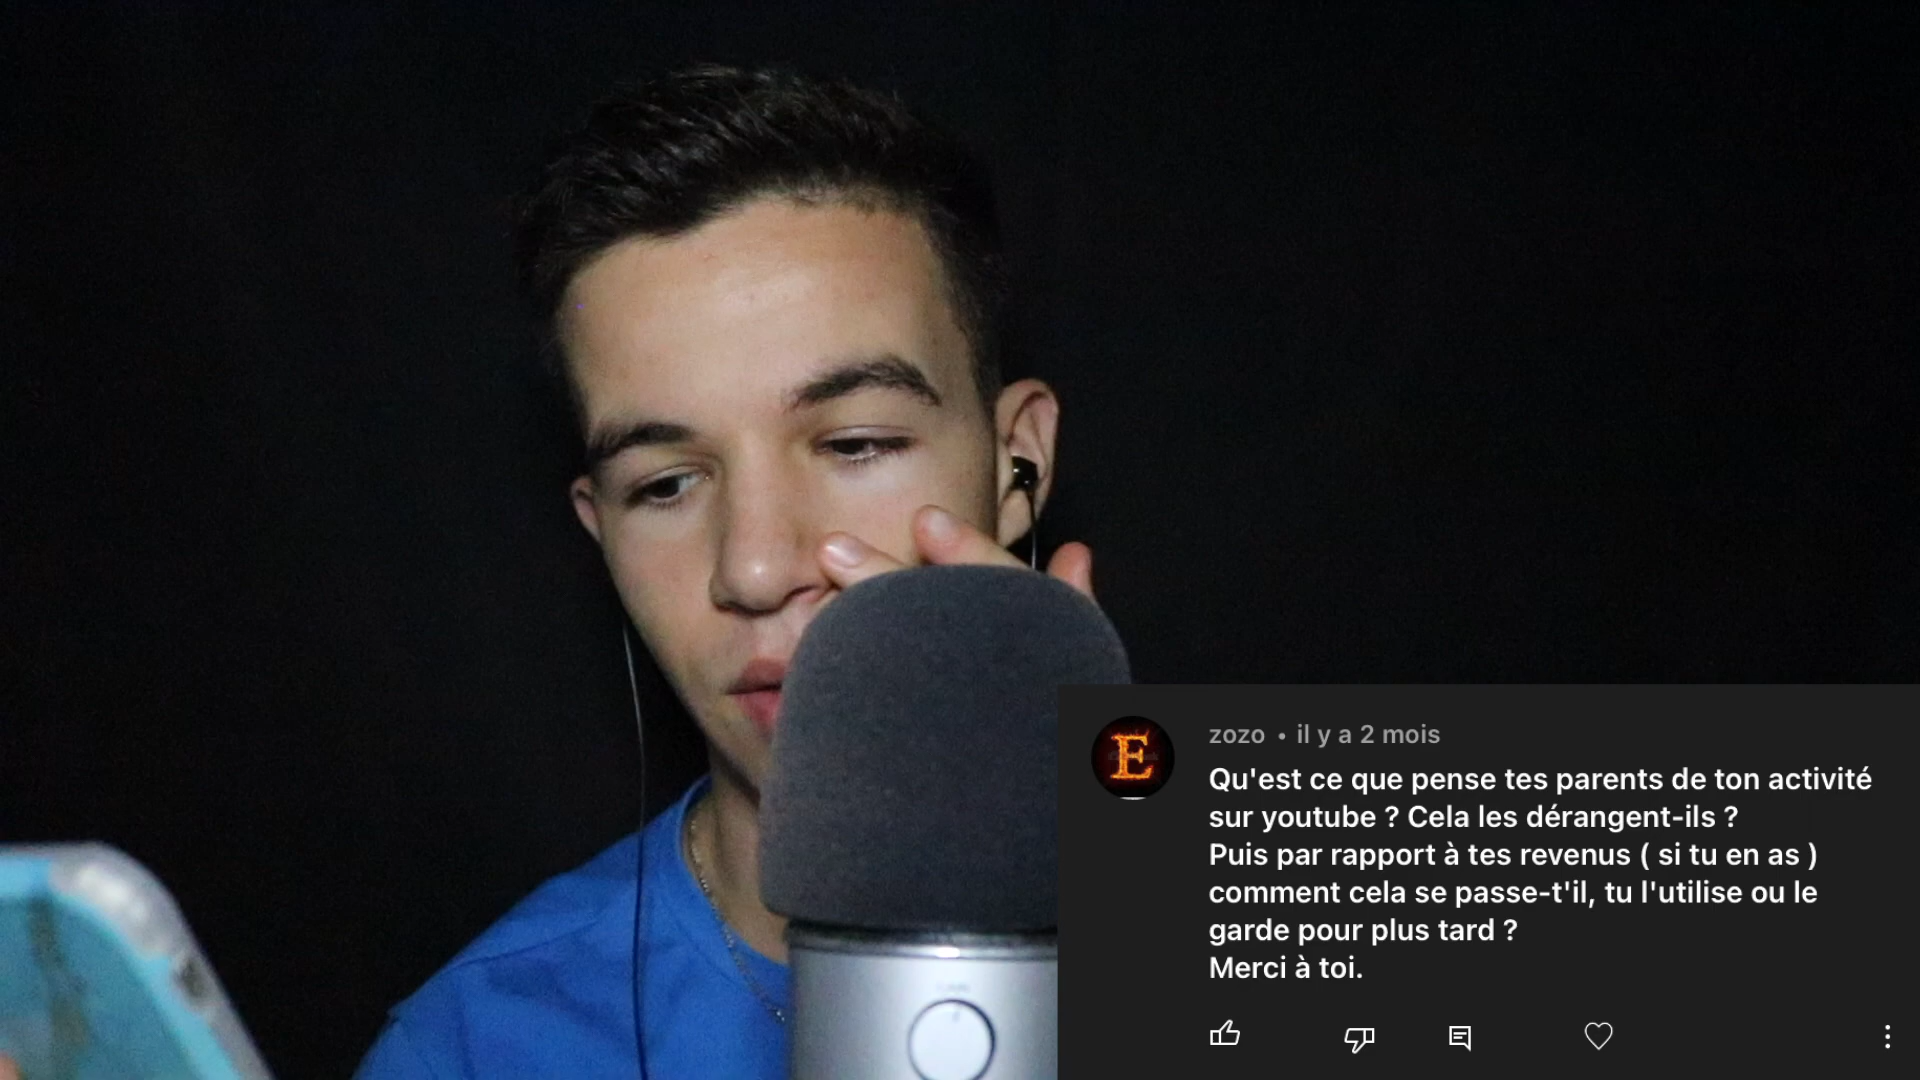 E
zozo • il y a 2 mois
Qu'est ce que pense tes parents de ton activité
sur youtube ? Cela les dérangent-ils ?
Puis par rapport à tes revenus ( si tu en as )
comment cela se passe-t'il, tu l'utilise ou le
garde pour plus tard ?
Merci à toi.